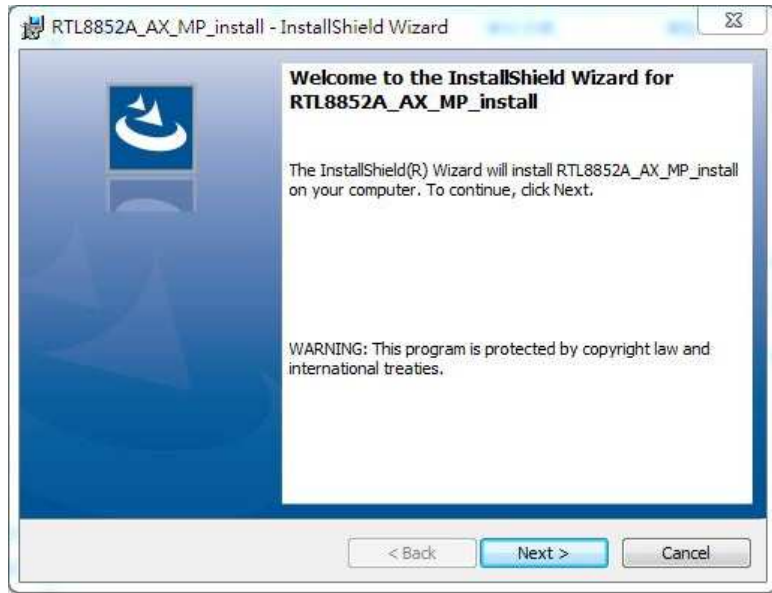 RTL8852A_AX_MP_install - InstallShield Wizard
Welcome to the InstallShield Wizard for
RTL8852A_AX_MP_install
The InstallShield(R) Wizard will install RTL8852A_AX_MP_install
on your computer. To continue, click Next.
WARNING: This program is protected by copyright law and
international treaties.
< Back
Next >
Cancel